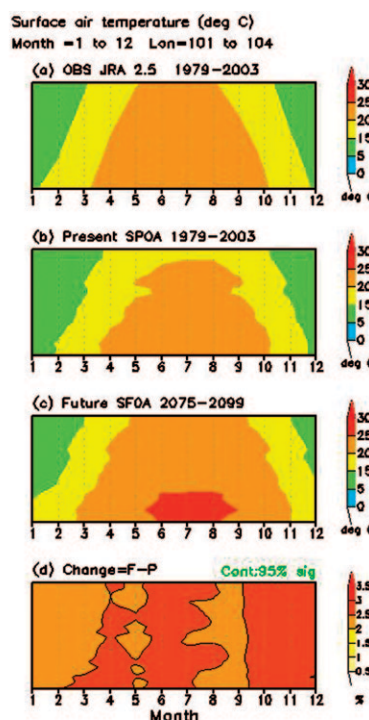 Surface air temperature (deg C)
Month =1 to 12 Lon=101 to 104
(a) OBS JRA 2.5 1979-2003
30
25
20
15
5
0
deg
1 2 3 4 5 6 7 8 9 10 11 12
(b) Present SPOA 1979-2003
30
25
20
15
5
0
deg
1 2 3 4 5 6 7 8 9 10 11 12
(c) Future SFOA 2075-2099
30
25
20
15
5
0
deg
1 2 3 4 5 6 7 8 9 10 11 12
(d) Change=F-P Cont:95% sig
3.5
3
2.5
2
1.5
1
0.5
%
1 2 3 4 5 6 7 8 9 10 11 12
Month